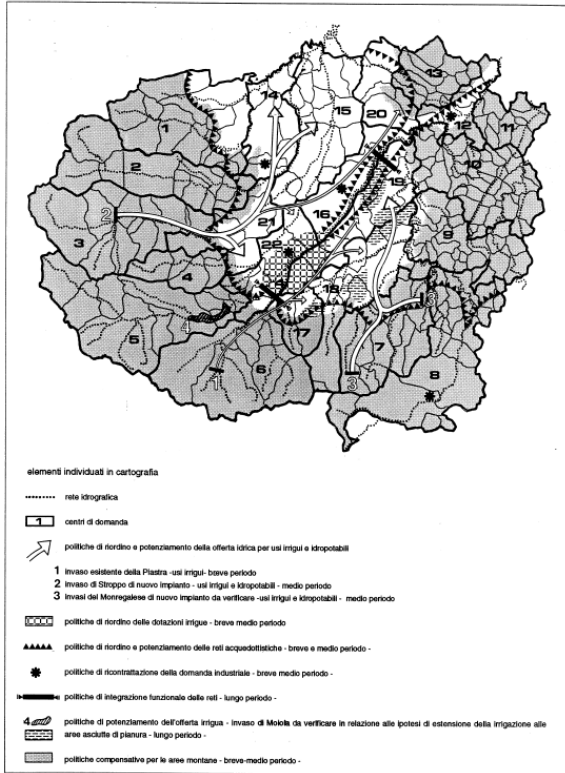 13
14
15
1
20
12
11
2
10
19
21
16
2
3
22
9
4
18
4
3
17
7
5
6
8
1
3
elementi individuati in cartografia
rete idrografica
1 centri di domanda
politiche di riordino e potenziamento della offerta idrica per usi irrigui e idropotabili
1 invaso esistente della Piastra -usi irrigui- breve periodo
2 invaso di Stroppo di nuovo impianto - usi irrigui e idropotabili - medio periodo
3 invasi del Monregalese di nuovo impianto da verificare -usi irrigui e idropotabili - medio periodo
politiche di riordino delle dotazioni irrigue - breve medio periodo
politiche di riordino e potenziamento delle reti acquedottistiche - breve e medio periodo -
politiche di ricontrattazione della domanda industriale - breve medio periodo -
politiche di integrazione funzionale delle reti - lungo periodo -
4 politiche di potenziamento dell'offerta irrigua - invaso di Moiola da verificare in relazione alle ipotesi di estensione della irrigazione alle
aree asciutte di pianura - lungo periodo -
politiche compensative per le aree montane - breve-medio periodo -